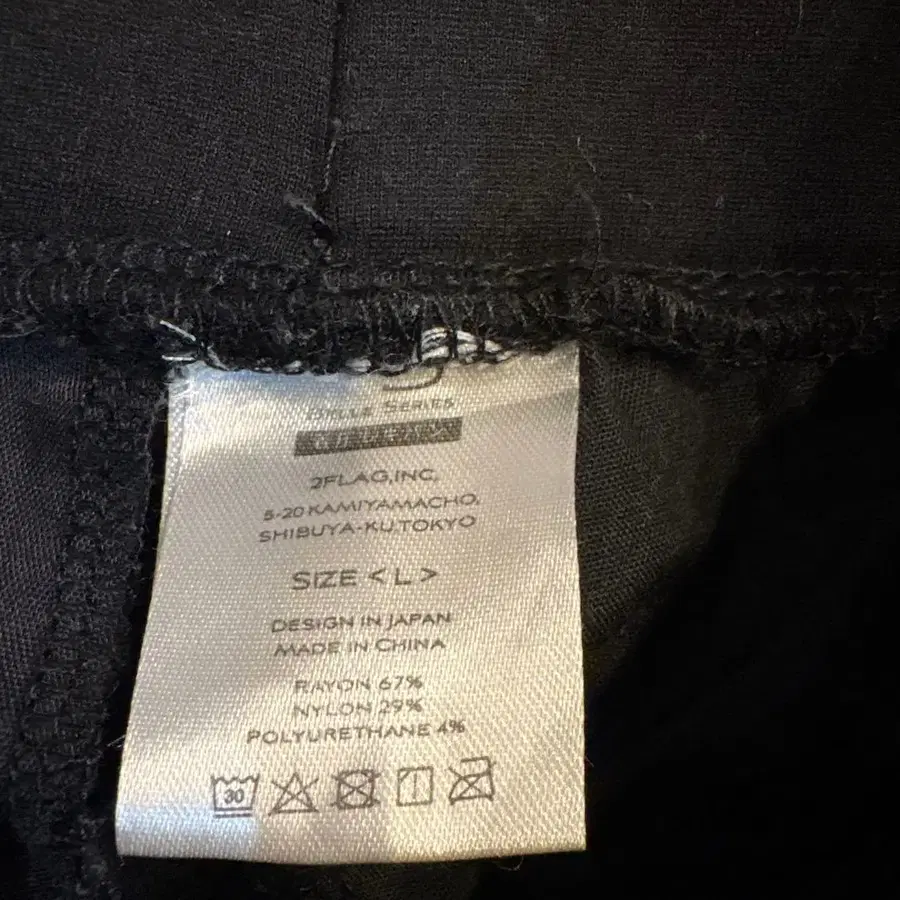 SERIES
2FLAG,INC.
5-20 KAMIYAMACHO,
SHIBUYA-KU,TOKYO
SIZE <L>
DESIGN IN JAPAN
MADE IN CHINA
RAYON 67%
NYLON 29%
POLYURETHANE 4%
30